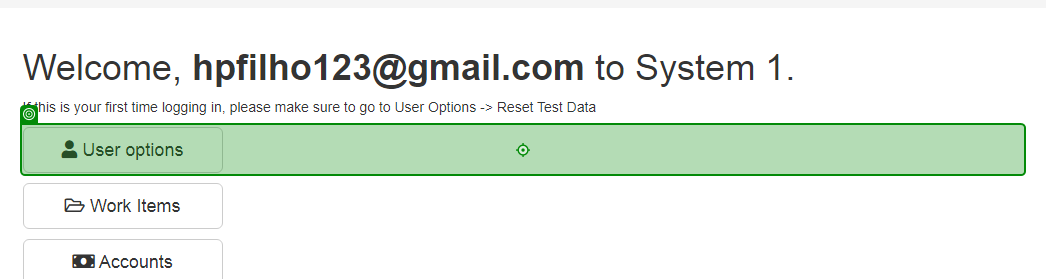 Welcome, hpfilho123@gmail.com to System 1.
If this is your first time logging in, please make sure to go to User Options -> Reset Test Data
User options
Work Items
Accounts